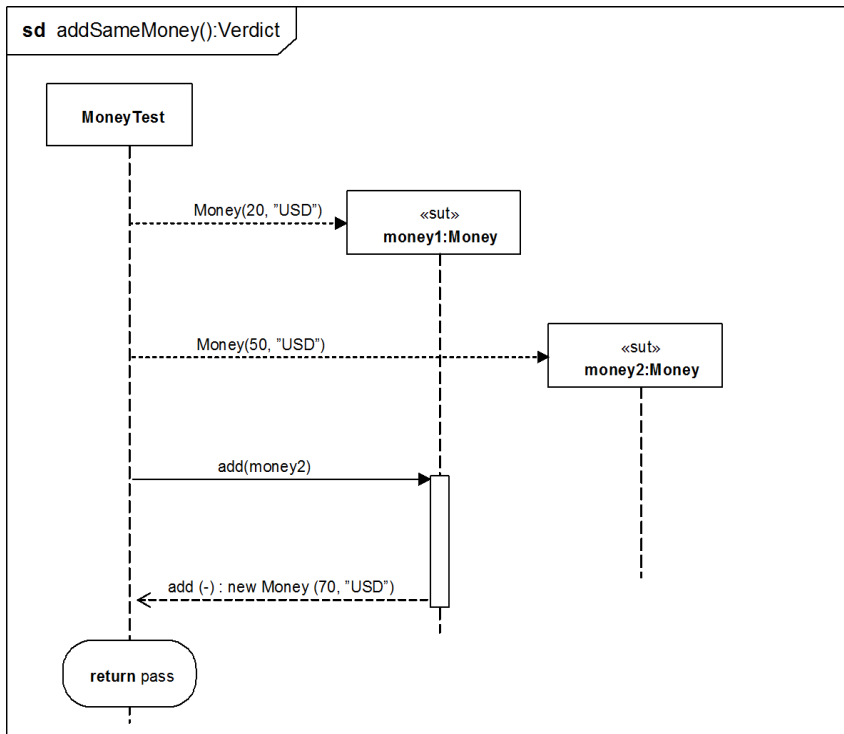 sd addSameMoney():Verdict
MoneyTest
Money(20, ”USD”)
«sut»
money1:Money
Money(50, ”USD”)
«sut»
money2:Money
add(money2)
add (-) : new Money (70, ”USD”)
return pass